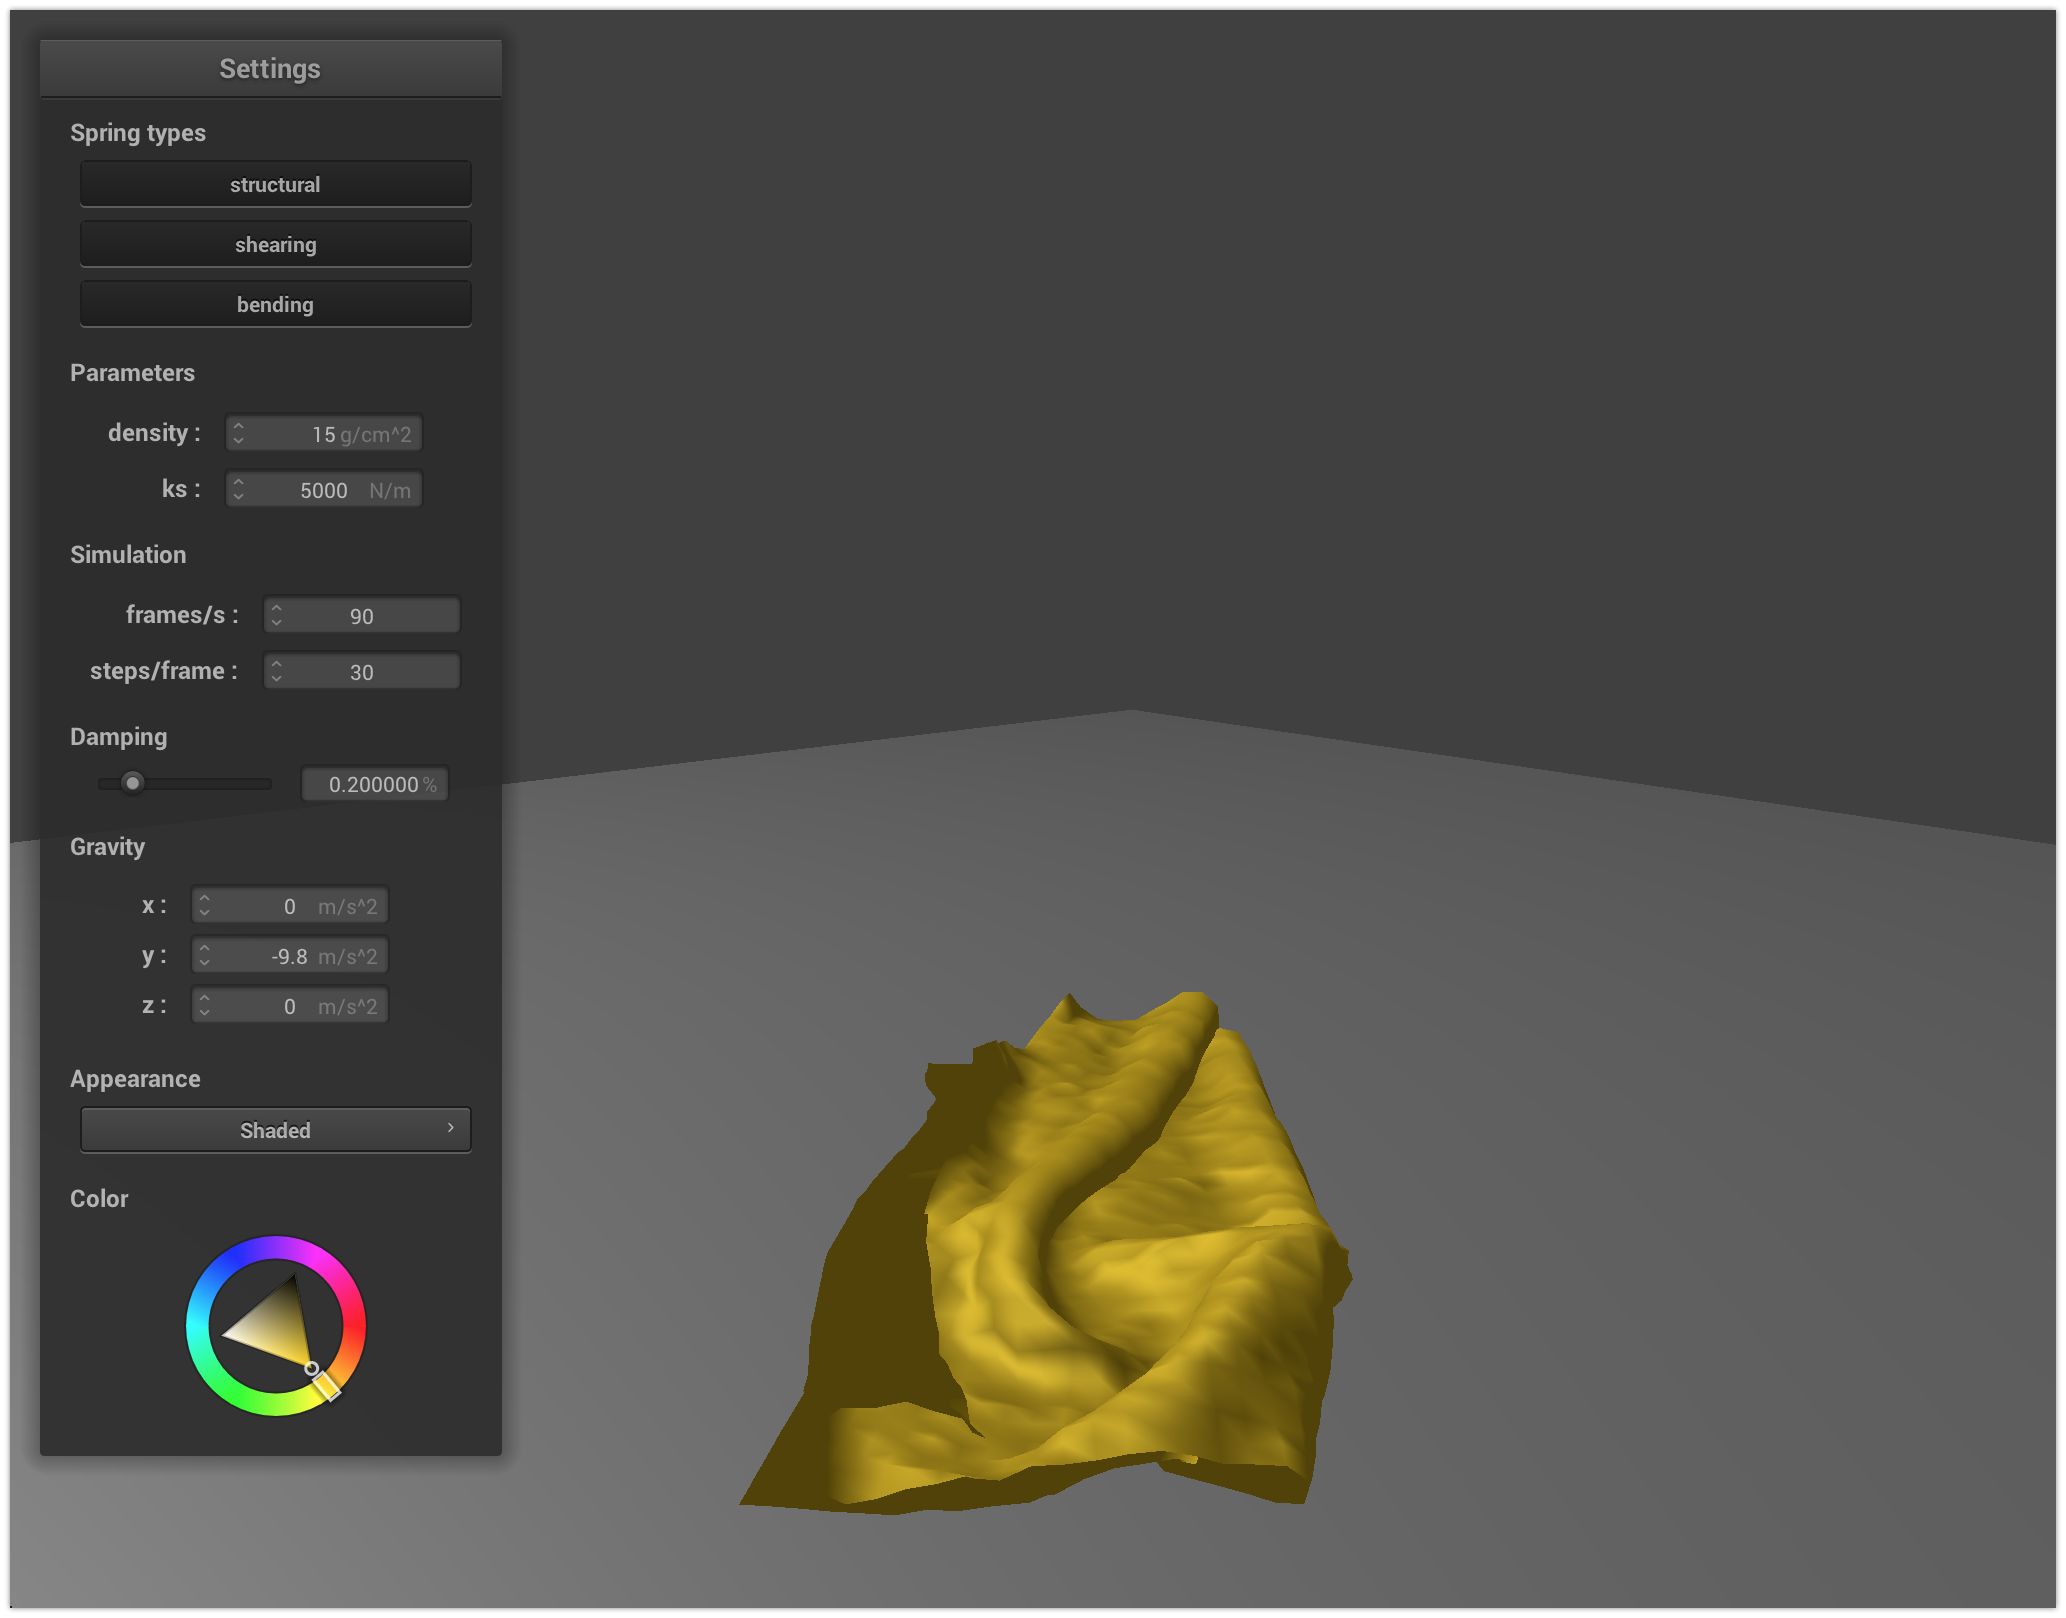 Settings
Spring types
structural
shearing
bending
Parameters
density : 15 g/cm^2
ks : 5000 N/m
Simulation
frames/s : 90
steps/frame : 30
Damping
0.200000 %
Gravity
x : 0 m/s^2
y : -9.8 m/s^2
z : 0 m/s^2
Appearance
Shaded
Color